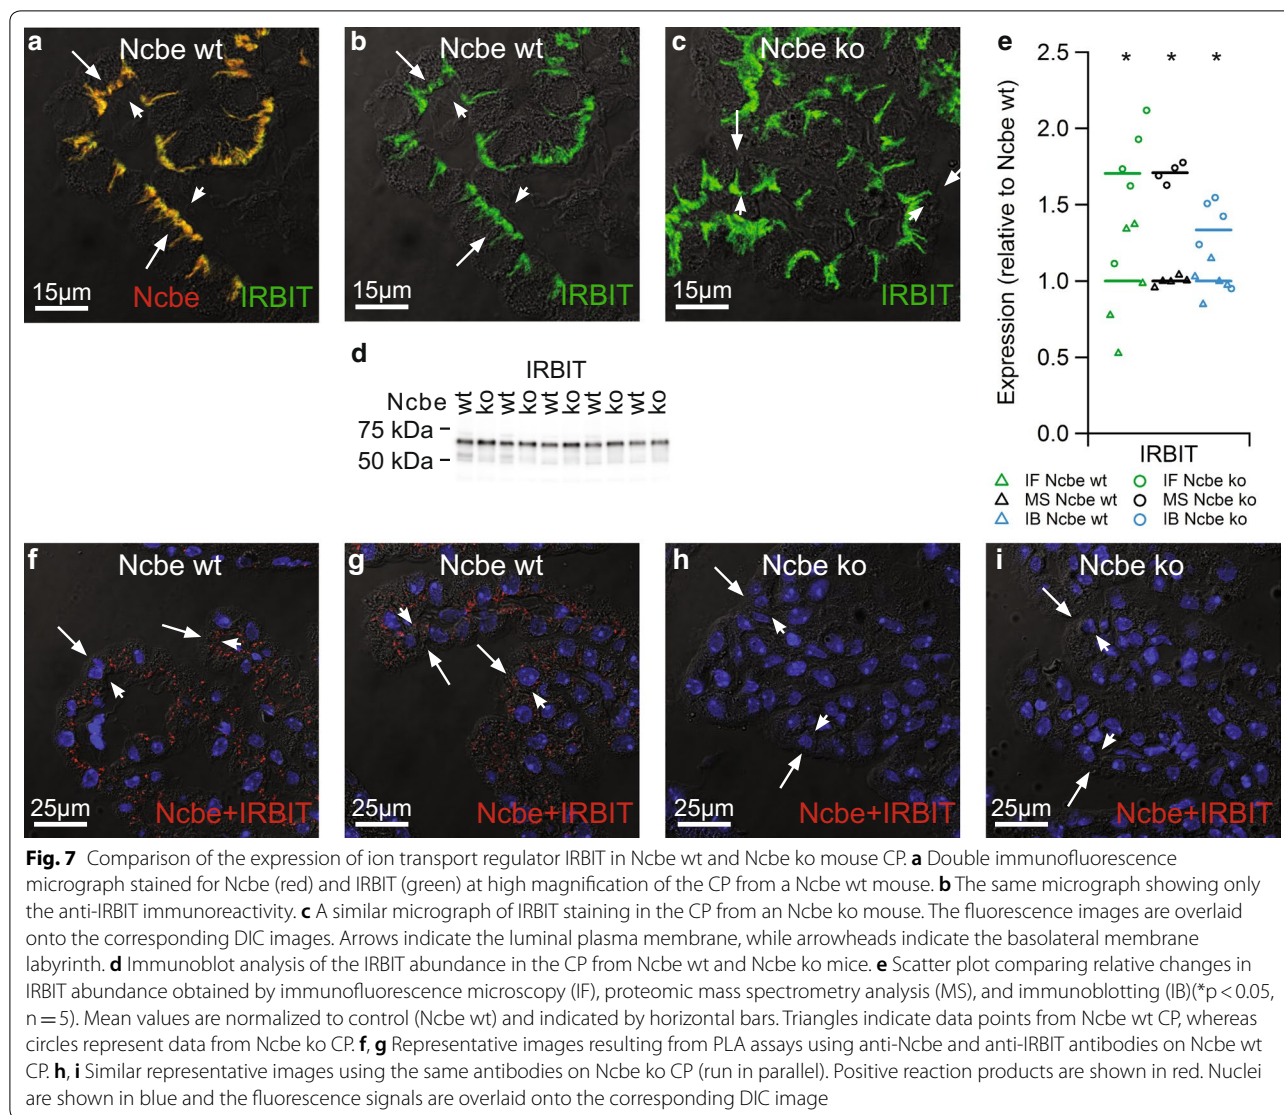 a Ncbe wt
15µm Ncbe IRBIT
b Ncbe wt
15µm IRBIT
c Ncbe ko
15µm IRBIT
d
IRBIT
Ncbe wt ko wt ko wt ko wt ko wt ko
75 kDa
50 kDa
e
Expression (relative to Ncbe wt)
2.5
2.0
1.5
1.0
0.5
0.0
* * *
IRBIT
IF Ncbe wt IF Ncbe ko
MS Ncbe wt MS Ncbe ko
IB Ncbe wt IB Ncbe ko
f Ncbe wt
25µm Ncbe+IRBIT
g Ncbe wt
25µm Ncbe+IRBIT
h Ncbe ko
25µm Ncbe+IRBIT
i Ncbe ko
25µm Ncbe+IRBIT
Fig. 7 Comparison of the expression of ion transport regulator IRBIT in Ncbe wt and Ncbe ko mouse CP. a Double immunofluorescence
micrograph stained for Ncbe (red) and IRBIT (green) at high magnification of the CP from a Ncbe wt mouse. b The same micrograph showing only
the anti-IRBIT immunoreactivity. c A similar micrograph of IRBIT staining in the CP from an Ncbe ko mouse. The fluorescence images are overlaid
onto the corresponding DIC images. Arrows indicate the luminal plasma membrane, while arrowheads indicate the basolateral membrane
labyrinth. d Immunoblot analysis of the IRBIT abundance in the CP from Ncbe wt and Ncbe ko mice. e Scatter plot comparing relative changes in
IRBIT abundance obtained by immunofluorescence microscopy (IF), proteomic mass spectrometry analysis (MS), and immunoblotting (IB)(*p < 0.05,
n = 5). Mean values are normalized to control (Ncbe wt) and indicated by horizontal bars. Triangles indicate data points from Ncbe wt CP, whereas
circles represent data from Ncbe ko CP. f, g Representative images resulting from PLA assays using anti-Ncbe and anti-IRBIT antibodies on Ncbe wt
CP. h, i Similar representative images using the same antibodies on Ncbe ko CP (run in parallel). Positive reaction products are shown in red. Nuclei
are shown in blue and the fluorescence signals are overlaid onto the corresponding DIC image